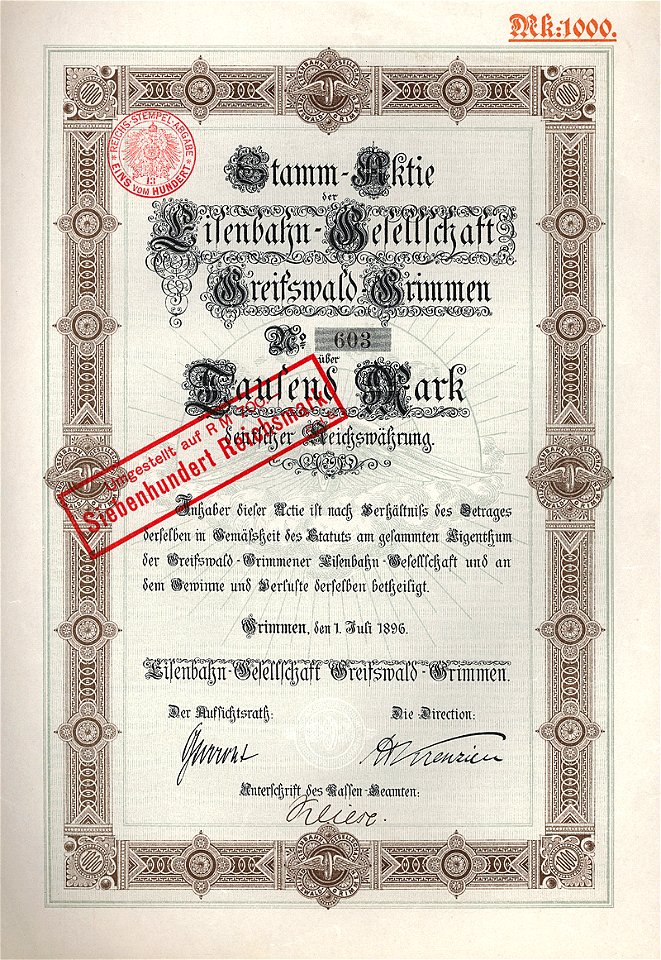 Mk:1000.
REICHS-STEMPEL-ABGABE
EINS VOM HUNDERT
13
Stamm-Aktie
der
Eisenbahn-Gesellschaft
Greifswald-Grimmen
No. 603
über
Tausend Mark
deutscher Reichswährung.
Umgestellt auf RM 700.-
Siebenhundert Reichsmark
Inhaber dieser Actie ist nach Verhältniss des Betrages
derselben in Gemässheit des Statuts am gesammten Eigenthum
der Greifswald-Grimmener Eisenbahn-Gesellschaft und an
dem Gewinne und Verluste derselben betheiligt.
Grimmen, den 1. Juli 1896.
Eisenbahn-Gesellschaft Greifswald-Grimmen.
Der Aufsichtsrath: Die Direction:
Unterschrift des Kassen-Beamten: